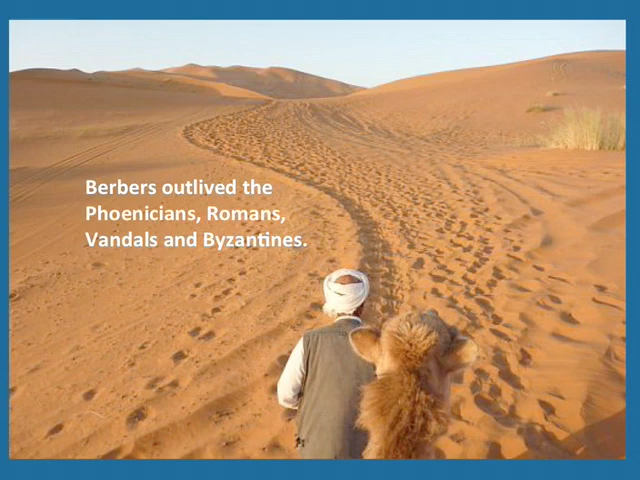 Berbers outlived the
Phoenicians, Romans,
Vandals and Byzantines.